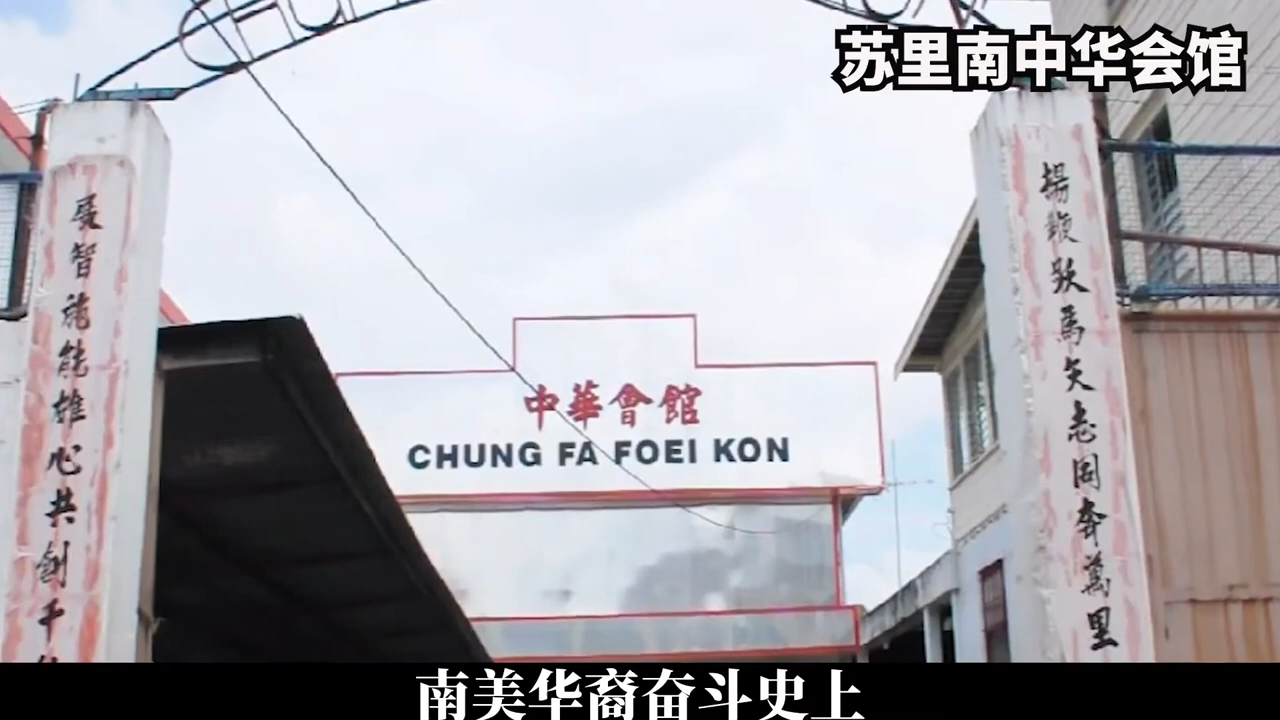 苏里南中华会馆
揚鞭躍馬矢志同奔萬里
展智施能雄心共創千
中華會館
CHUNG FA FOEI KON
南美华裔奋斗史上